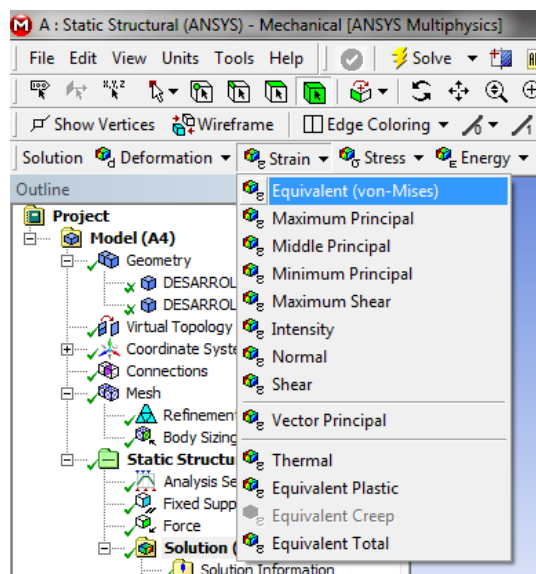 A : Static Structural (ANSYS) - Mechanical [ANSYS Multiphysics]
File Edit View Units Tools Help Solve
Show Vertices Wireframe Edge Coloring
Solution Deformation Strain Stress Energy
Outline
Project
Model (A4)
Geometry
DESARROL
DESARROL
Virtual Topology
Coordinate Syste
Connections
Mesh
Refinement
Body Sizing
Static Structu
Analysis Se
Fixed Supp
Force
Solution (
Solution Information
Equivalent (von-Mises)
Maximum Principal
Middle Principal
Minimum Principal
Maximum Shear
Intensity
Normal
Shear
Vector Principal
Thermal
Equivalent Plastic
Equivalent Creep
Equivalent Total